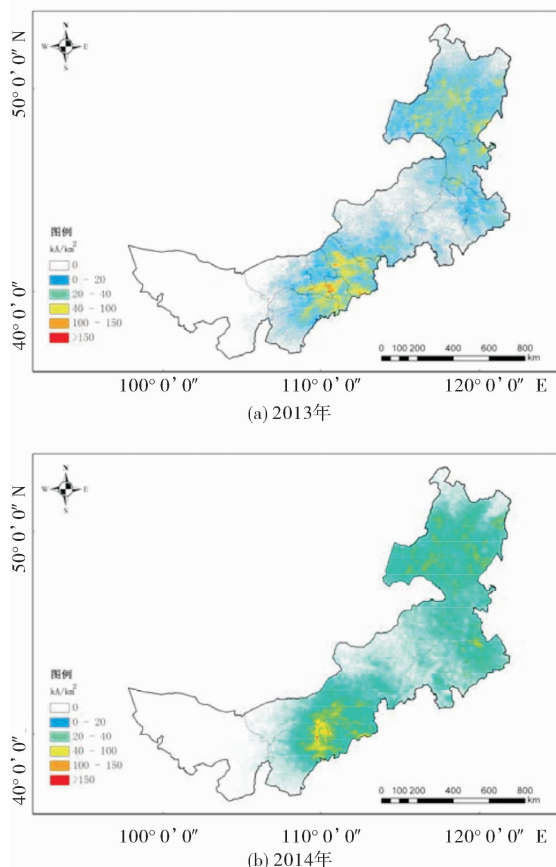 N
W E
S
50° 0′ 0″ N
40° 0′ 0″
图例
kA/km²
0
0 - 20
20 - 40
40 - 100
100 - 150
>150
0 100 200 400 600 800
km
100° 0′ 0″ 110° 0′ 0″ 120° 0′ 0″ E
(a) 2013年
N
W E
S
50° 0′ 0″ N
40° 0′ 0″
图例
kA/km²
0
0 - 20
20 - 40
40 - 100
100 - 150
>150
0 100 200 400 600 800
km
100° 0′ 0″ 110° 0′ 0″ 120° 0′ 0″ E
(b) 2014年